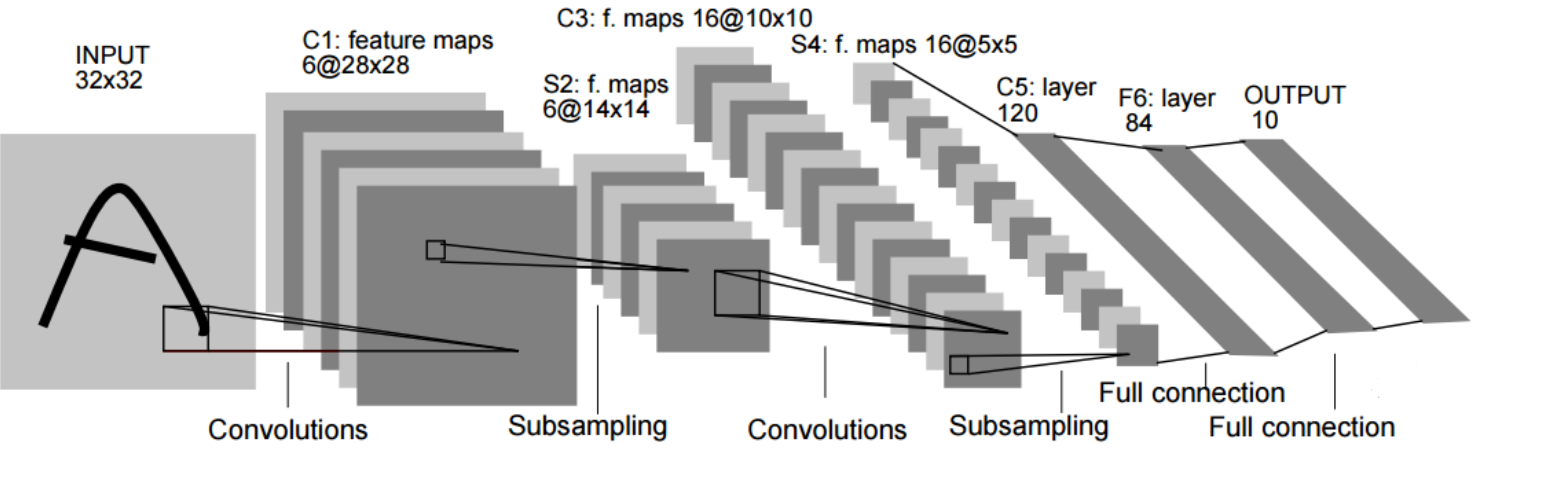 INPUT
32x32
C1: feature maps
6@28x28
S2: f. maps
6@14x14
C3: f. maps 16@10x10
S4: f. maps 16@5x5
C5: layer
120
F6: layer
84
OUTPUT
10
Convolutions
Subsampling
Convolutions
Subsampling
Full connection
Full connection